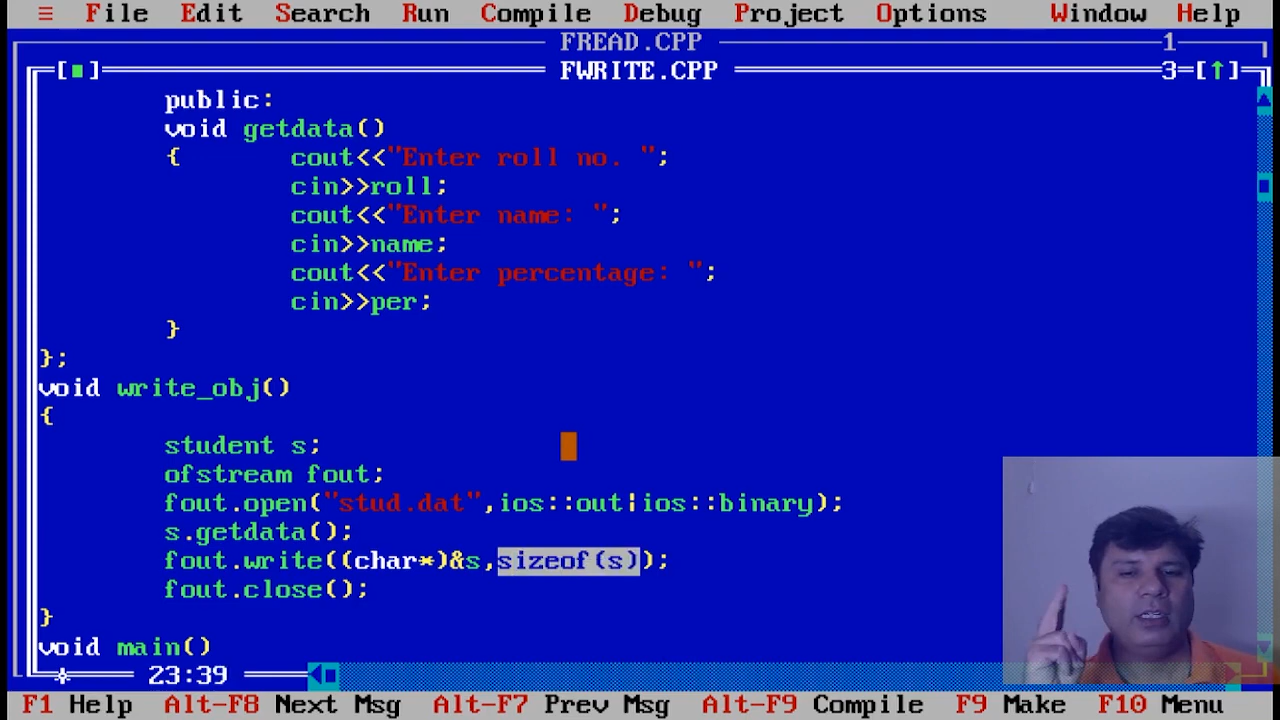 ≡ File Edit Search Run Compile Debug Project Options Window Help
FREAD.CPP 1
[■] FWRITE.CPP 3=[↑]
public:
void getdata()
{ cout<<"Enter roll no. ";
cin>>roll;
cout<<"Enter name: ";
cin>>name;
cout<<"Enter percentage: ";
cin>>per;
}
};
void write_obj()
{
student s;
ofstream fout;
fout.open("stud.dat",ios::out|ios::binary);
s.getdata();
fout.write((char*)&s,sizeof(s));
fout.close();
}
void main()
23:39
F1 Help Alt-F8 Next Msg Alt-F7 Prev Msg Alt-F9 Compile F9 Make F10 Menu